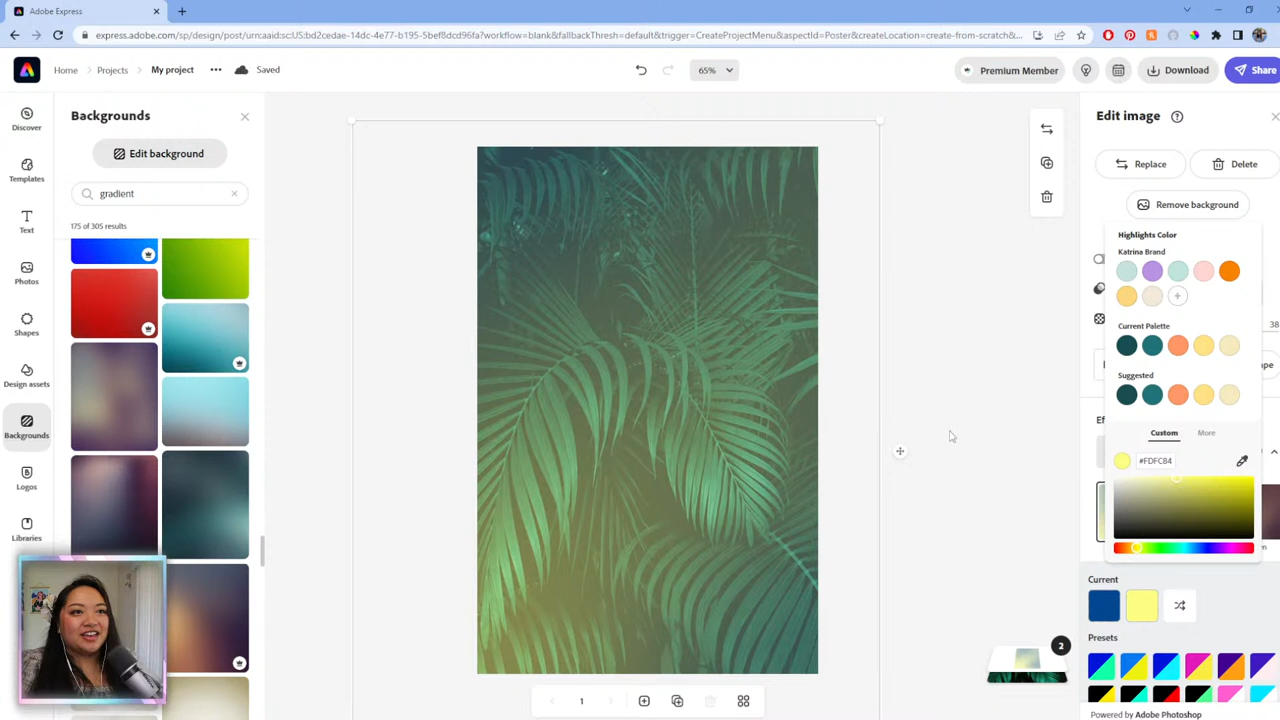 Adobe Express
express.adobe.com/sp/design/post/urn:aaid:sc:US:bd2cedae-14dc-4e77-b195-5bef8dcd96fa?workflow=blank&fallbackThresh=default&trigger=CreateProjectMenu&aspectId=Poster&createLocation=create-from-scratch&...
Home
Projects
My project
Saved
65%
Premium Member
Download
Share
Discover
Templates
Text
Photos
Shapes
Design assets
Backgrounds
Logos
Libraries
Backgrounds
Edit background
gradient
175 of 305 results
1
2
Edit image
Replace
Delete
Remove background
Highlights Color
Katrina Brand
Current Palette
Suggested
Custom
More
#FDFC84
38
Current
Presets
Powered by Adobe Photoshop